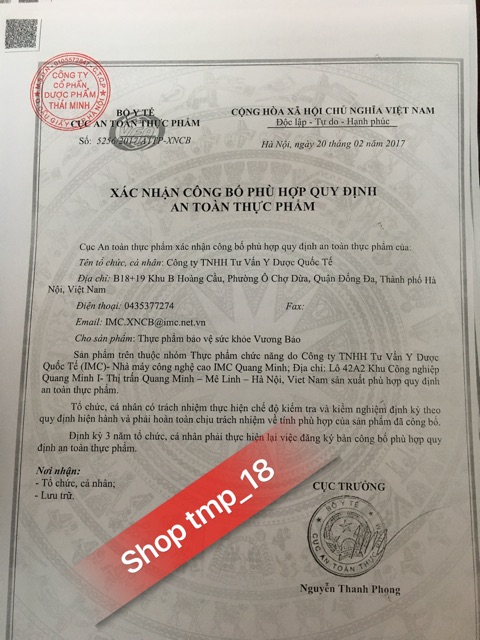 CÔNG TY
CỔ PHẦN
DƯỢC PHẨM
THÁI MINH
BỘ Y TẾ
CỤC AN TOÀN THỰC PHẨM
Số: 5256/2017/ATTP-XNCB
CỘNG HÒA XÃ HỘI CHỦ NGHĨA VIỆT NAM
Độc lập - Tự do - Hạnh phúc
Hà Nội, ngày 20 tháng 02 năm 2017
XÁC NHẬN CÔNG BỐ PHÙ HỢP QUY ĐỊNH
AN TOÀN THỰC PHẨM
Cục An toàn thực phẩm xác nhận công bố phù hợp quy định an toàn thực phẩm của:
Tên tổ chức, cá nhân: Công ty TNHH Tư Vấn Y Dược Quốc Tế
Địa chỉ: B18+19 Khu B Hoàng Cầu, Phường Ô Chợ Dừa, Quận Đống Đa, Thành phố Hà
Nội, Việt Nam
Điện thoại: 0435377274 Fax:
Email: IMC.XNCB@imc.net.vn
Cho sản phẩm: Thực phẩm bảo vệ sức khỏe Vương Bảo
Sản phẩm trên thuộc nhóm Thực phẩm chức năng do Công ty TNHH Tư Vấn Y Dược
Quốc Tế (IMC)- Nhà máy công nghệ cao IMC Quang Minh; Địa chỉ: Lô 42A2 Khu Công nghiệp
Quang Minh I- Thị trấn Quang Minh – Mê Linh – Hà Nội, Viet Nam sản xuất phù hợp quy định
an toàn thực phẩm.
Tổ chức, cá nhân có trách nhiệm thực hiện chế độ kiểm tra và kiểm nghiệm định kỳ theo
quy định hiện hành và phải hoàn toàn chịu trách nhiệm về tính phù hợp của sản phẩm đã công bố.
Định kỳ 3 năm tổ chức, cá nhân phải thực hiện lại việc đăng ký bản công bố phù hợp quy định
an toàn thực phẩm.
Nơi nhận:
- Tổ chức, cá nhân;
- Lưu trữ.
Shop tmp_18
CỤC TRƯỞNG
BỘ Y TẾ
CỤC AN TOÀN THỰC
Nguyễn Thanh Phong